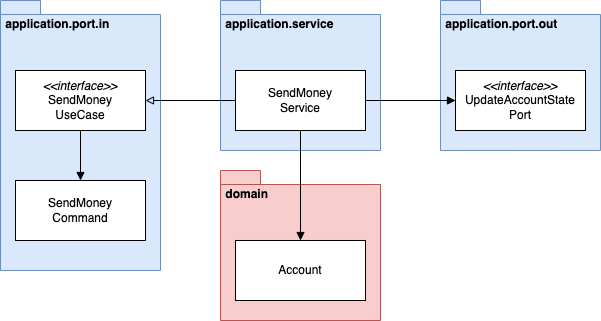 application.port.in
<<interface>>
SendMoney
UseCase
SendMoney
Command
application.service
SendMoney
Service
application.port.out
<<interface>>
UpdateAccountState
Port
domain
Account